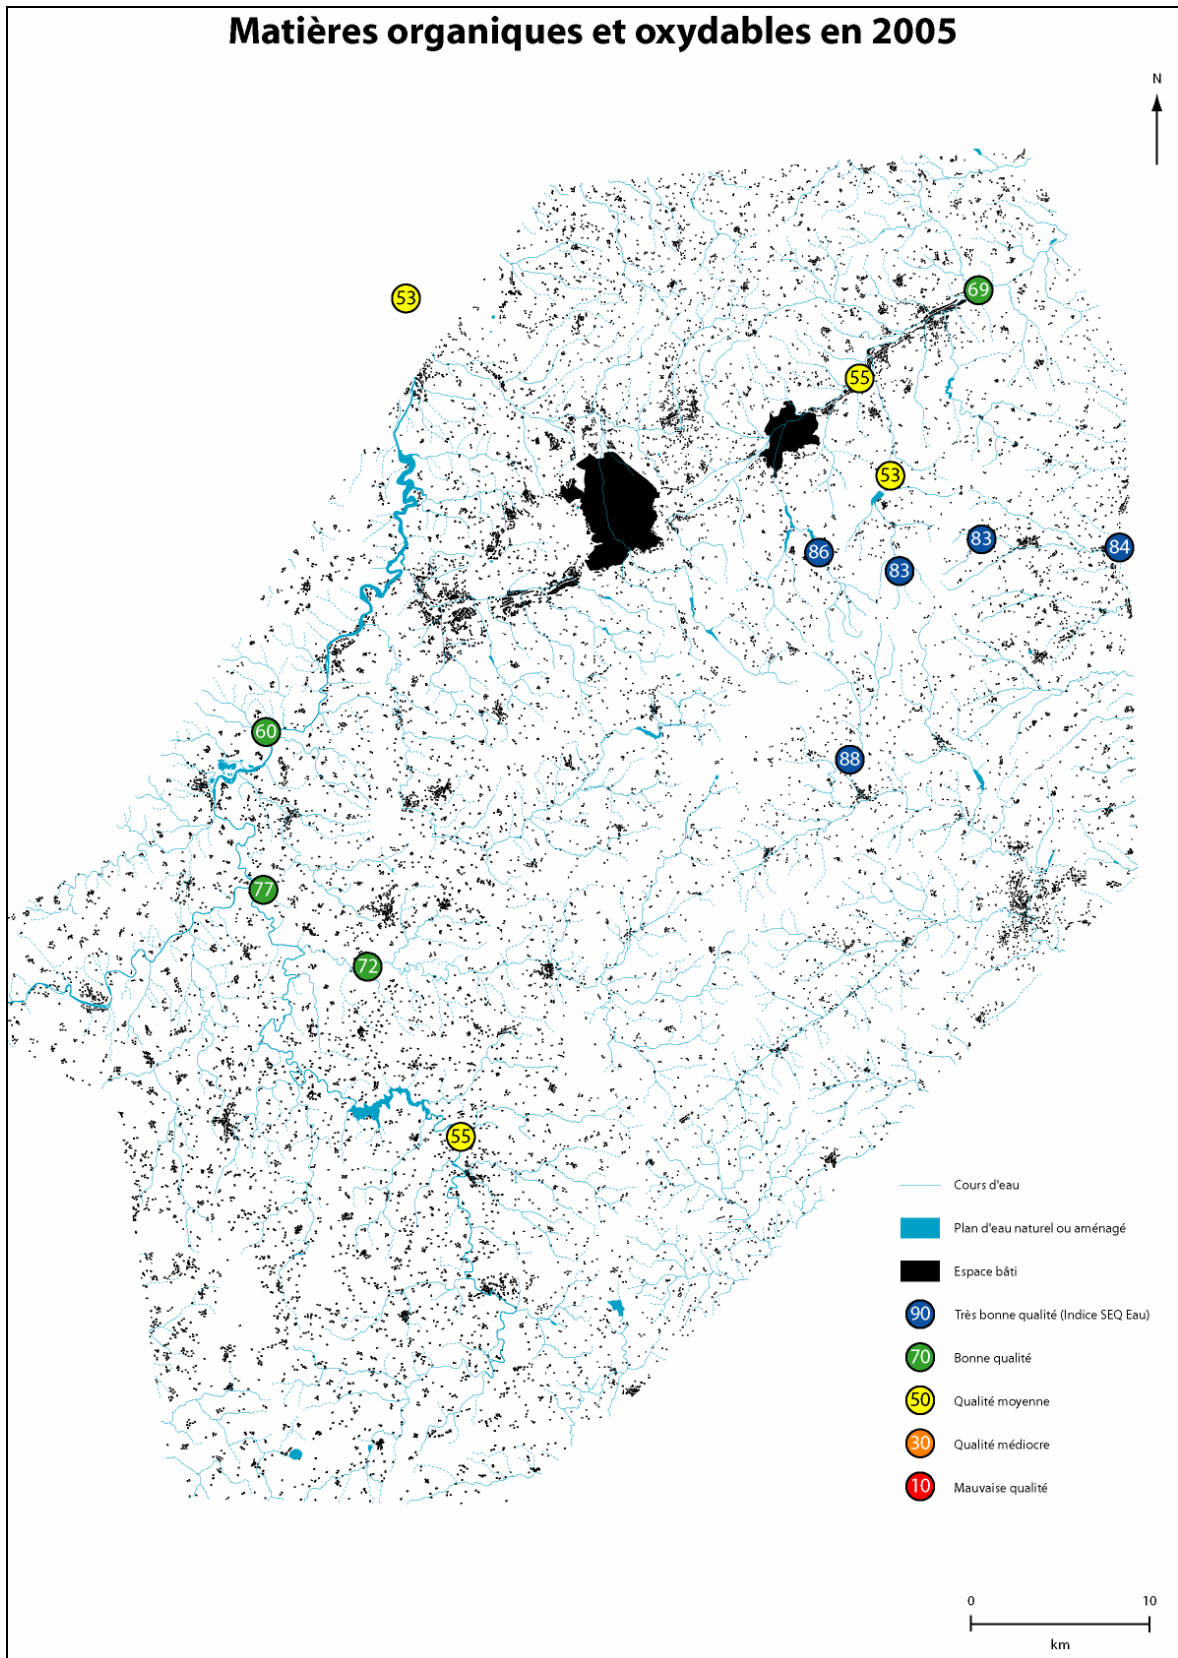 Matières organiques et oxydables en 2005
N
69
53
55
53
83
84
86
83
60
88
77
72
55
Cours d'eau
Plan d'eau naturel ou aménagé
Espace bâti
90 Très bonne qualité (Indice SEQ Eau)
70 Bonne qualité
50 Qualité moyenne
30 Qualité médiocre
10 Mauvaise qualité
0 10
km